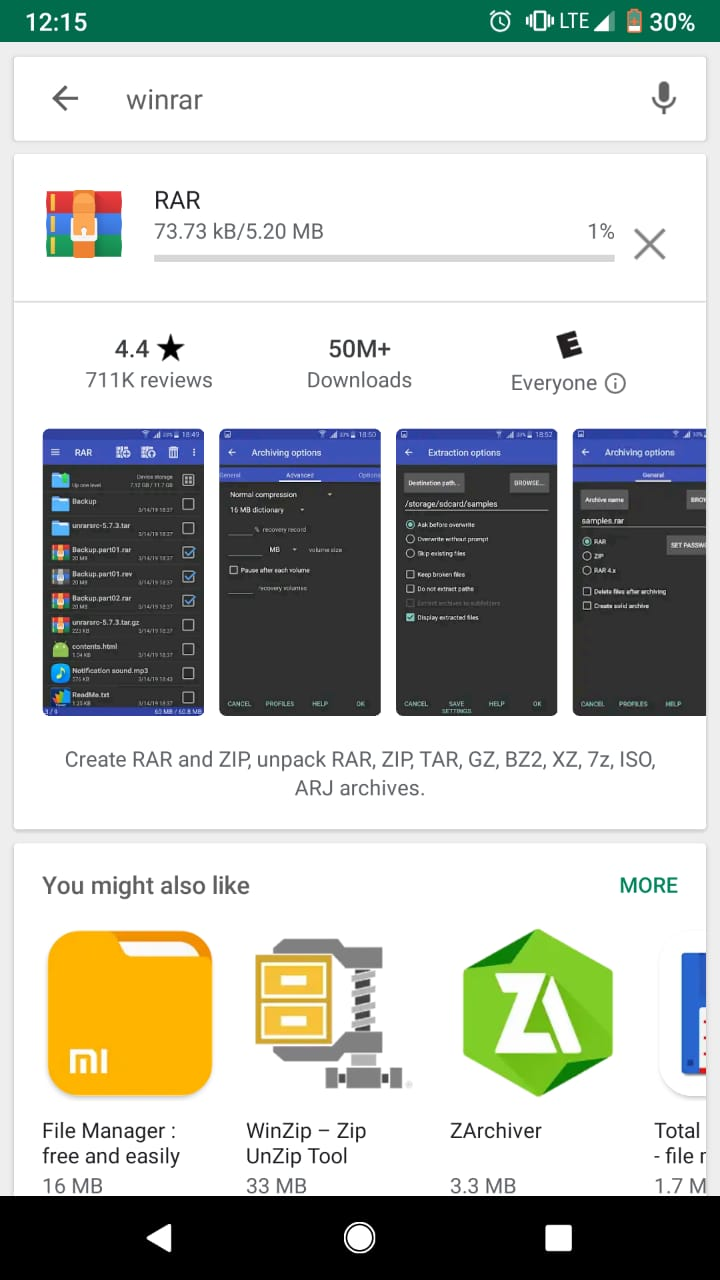 12:15 LTE 30%
winrar
RAR
73.73 kB/5.20 MB 1%
4.4 ★ 50M+ E
711K reviews Downloads Everyone
RAR
Up one level
Device storage
Backup
unrarsrc-5.7.3.tar
Backup.part01.rar
Backup.part01.rev
Backup.part02.rar
unrarsrc-5.7.3.tar.gz
contents.html
Notification sound.mp3
ReadMe.txt
18:50
Archiving options
General Advanced Options
Normal compression
16 MB dictionary
% recovery record
MB volume size
Pause after each volume
recovery volumes
CANCEL PROFILES HELP OK
18:52
Extraction options
Destination path... BROWSE...
/storage/sdcard/samples
Ask before overwrite
Overwrite without prompt
Skip existing files
Keep broken files
Do not extract paths
Extract archives to subfolders
Display extracted files
CANCEL SAVE SETTINGS HELP OK
Archiving options
General
Archive name
samples.rar
RAR
ZIP
RAR 4.x
Delete files after archiving
Create solid archive
CANCEL PROFILES HELP
Create RAR and ZIP, unpack RAR, ZIP, TAR, GZ, BZ2, XZ, 7z, ISO,
ARJ archives.
You might also like MORE
mi
ZA
File Manager :
free and easily
16 MB
WinZip – Zip
UnZip Tool
33 MB
ZArchiver
3.3 MB
Total
- file
1.7 M